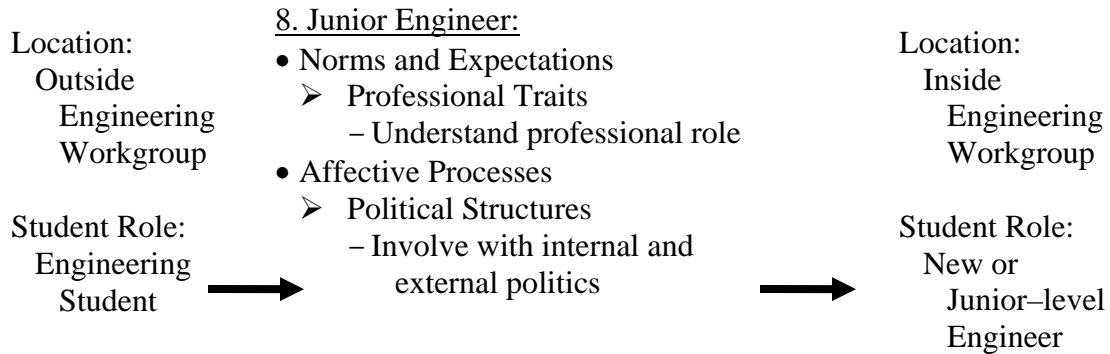 Location:
Outside
Engineering
Workgroup
Student Role:
Engineering
Student
8. Junior Engineer:
• Norms and Expectations
➢ Professional Traits
– Understand professional role
• Affective Processes
➢ Political Structures
– Involve with internal and
external politics
Location:
Inside
Engineering
Workgroup
Student Role:
New or
Junior–level
Engineer